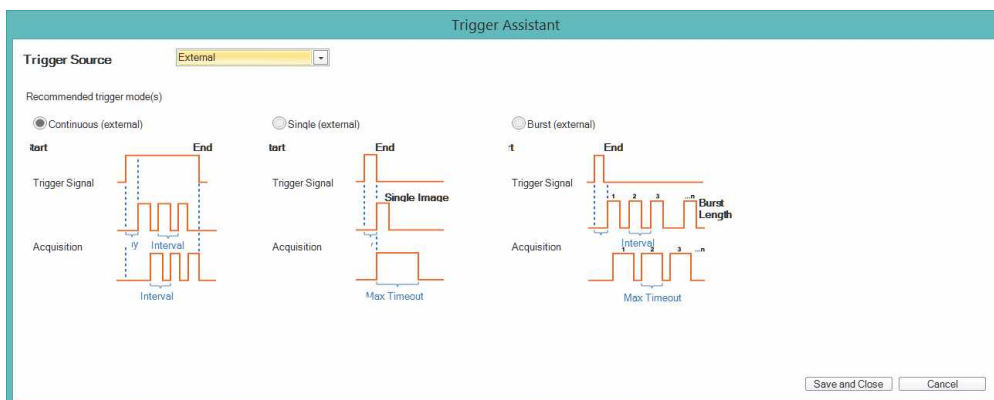 Trigger Assistant
Trigger Source
External
Recommended trigger mode(s)
Continuous (external)
tart
End
Trigger Signal
Acquisition
Interval
Interval
Single (external)
tart
End
Trigger Signal
Single Image
Acquisition
Max Timeout
Burst (external)
End
Trigger Signal
1 2 3 ...n
Burst
Length
Acquisition
Interval
1 2 3 ...n
Max Timeout
Save and Close
Cancel